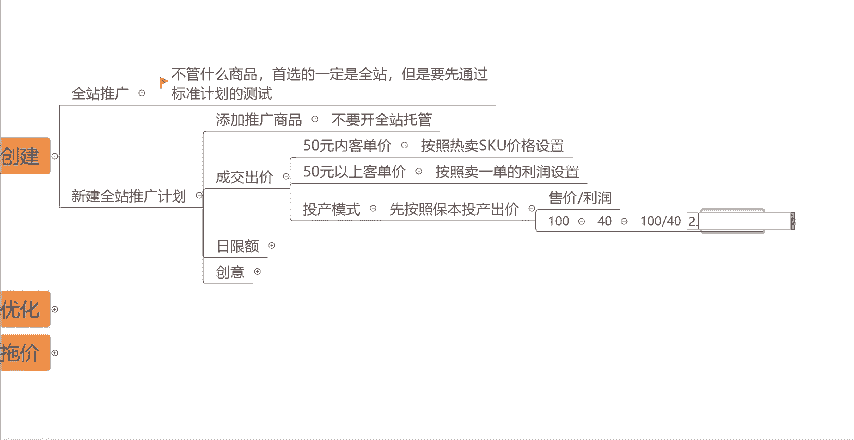 创建
全站推广
不管什么商品，首选的一定是全站，但是要先通过
标准计划的测试
新建全站推广计划
添加推广商品
不要开全站托管
成交出价
50元内客单价
按照热卖SKU价格设置
50元以上客单价
按照卖一单的利润设置
投产模式
先按照保本投产出价
售价/利润
100
40
100/40
2.
日限额
创意
优化
拖价